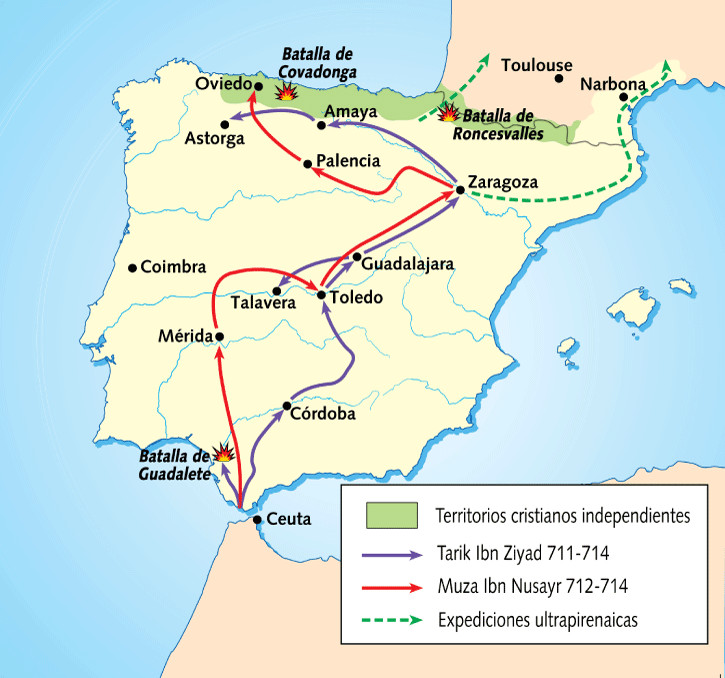 Batalla de
Covadonga
Toulouse
Oviedo
Narbona
Amaya
Batalla de
Roncesvalles
Astorga
Palencia
Zaragoza
Coimbra
Guadalajara
Talavera
Toledo
Mérida
Córdoba
Batalla de
Guadalete
Ceuta
Territorios cristianos independientes
Tarik Ibn Ziyad 711-714
Muza Ibn Nusayr 712-714
Expediciones ultrapirenaicas